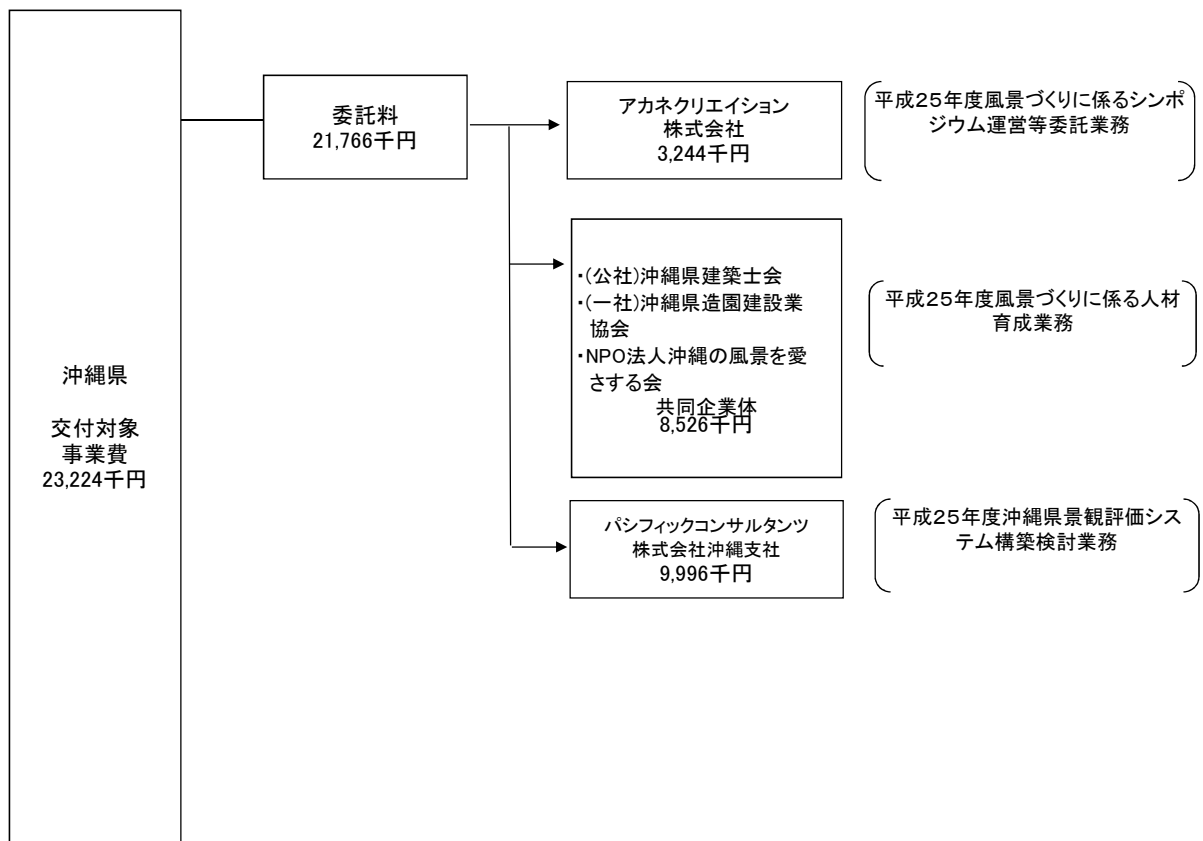 沖縄県
交付対象
事業費
23,224千円
委託料
21,766千円
アカネクリエイション
株式会社
3,244千円
平成25年度風景づくりに係るシンポ
ジウム運営等委託業務
・(公社)沖縄県建築士会
・(一社)沖縄県造園建設業
協会
・NPO法人沖縄の風景を愛
さする会
共同企業体
8,526千円
平成25年度風景づくりに係る人材
育成業務
パシフィックコンサルタンツ
株式会社沖縄支社
9,996千円
平成25年度沖縄県景観評価シス
テム構築検討業務